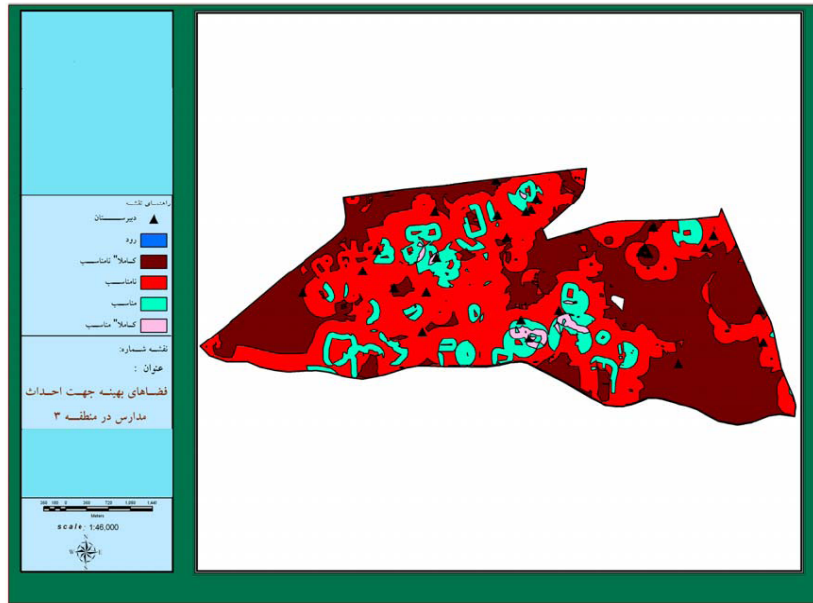 راهنمای نقشه
دبیرستان
رود
کاملا" نامناسب
نامناسب
مناسب
کاملا" مناسب
نقشه شماره:
عنوان :
فضاهای بهینه جهت احداث
مدارس در منطقه ۳
Meters
scale: 1:46,000
N
W E
S